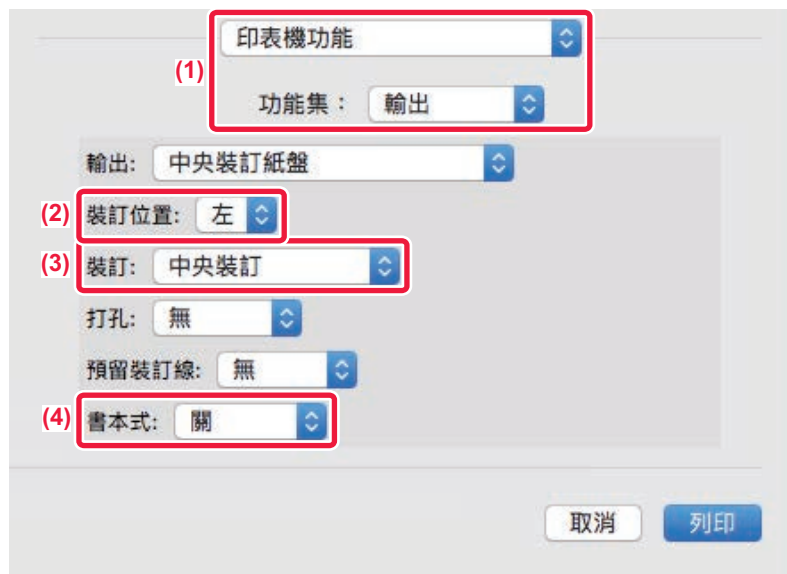 印表機功能
(1)
功能集： 輸出
輸出: 中央裝訂紙盤
(2) 裝訂位置: 左
(3) 裝訂: 中央裝訂
打孔: 無
預留裝訂線: 無
(4) 書本式: 關
取消 列印